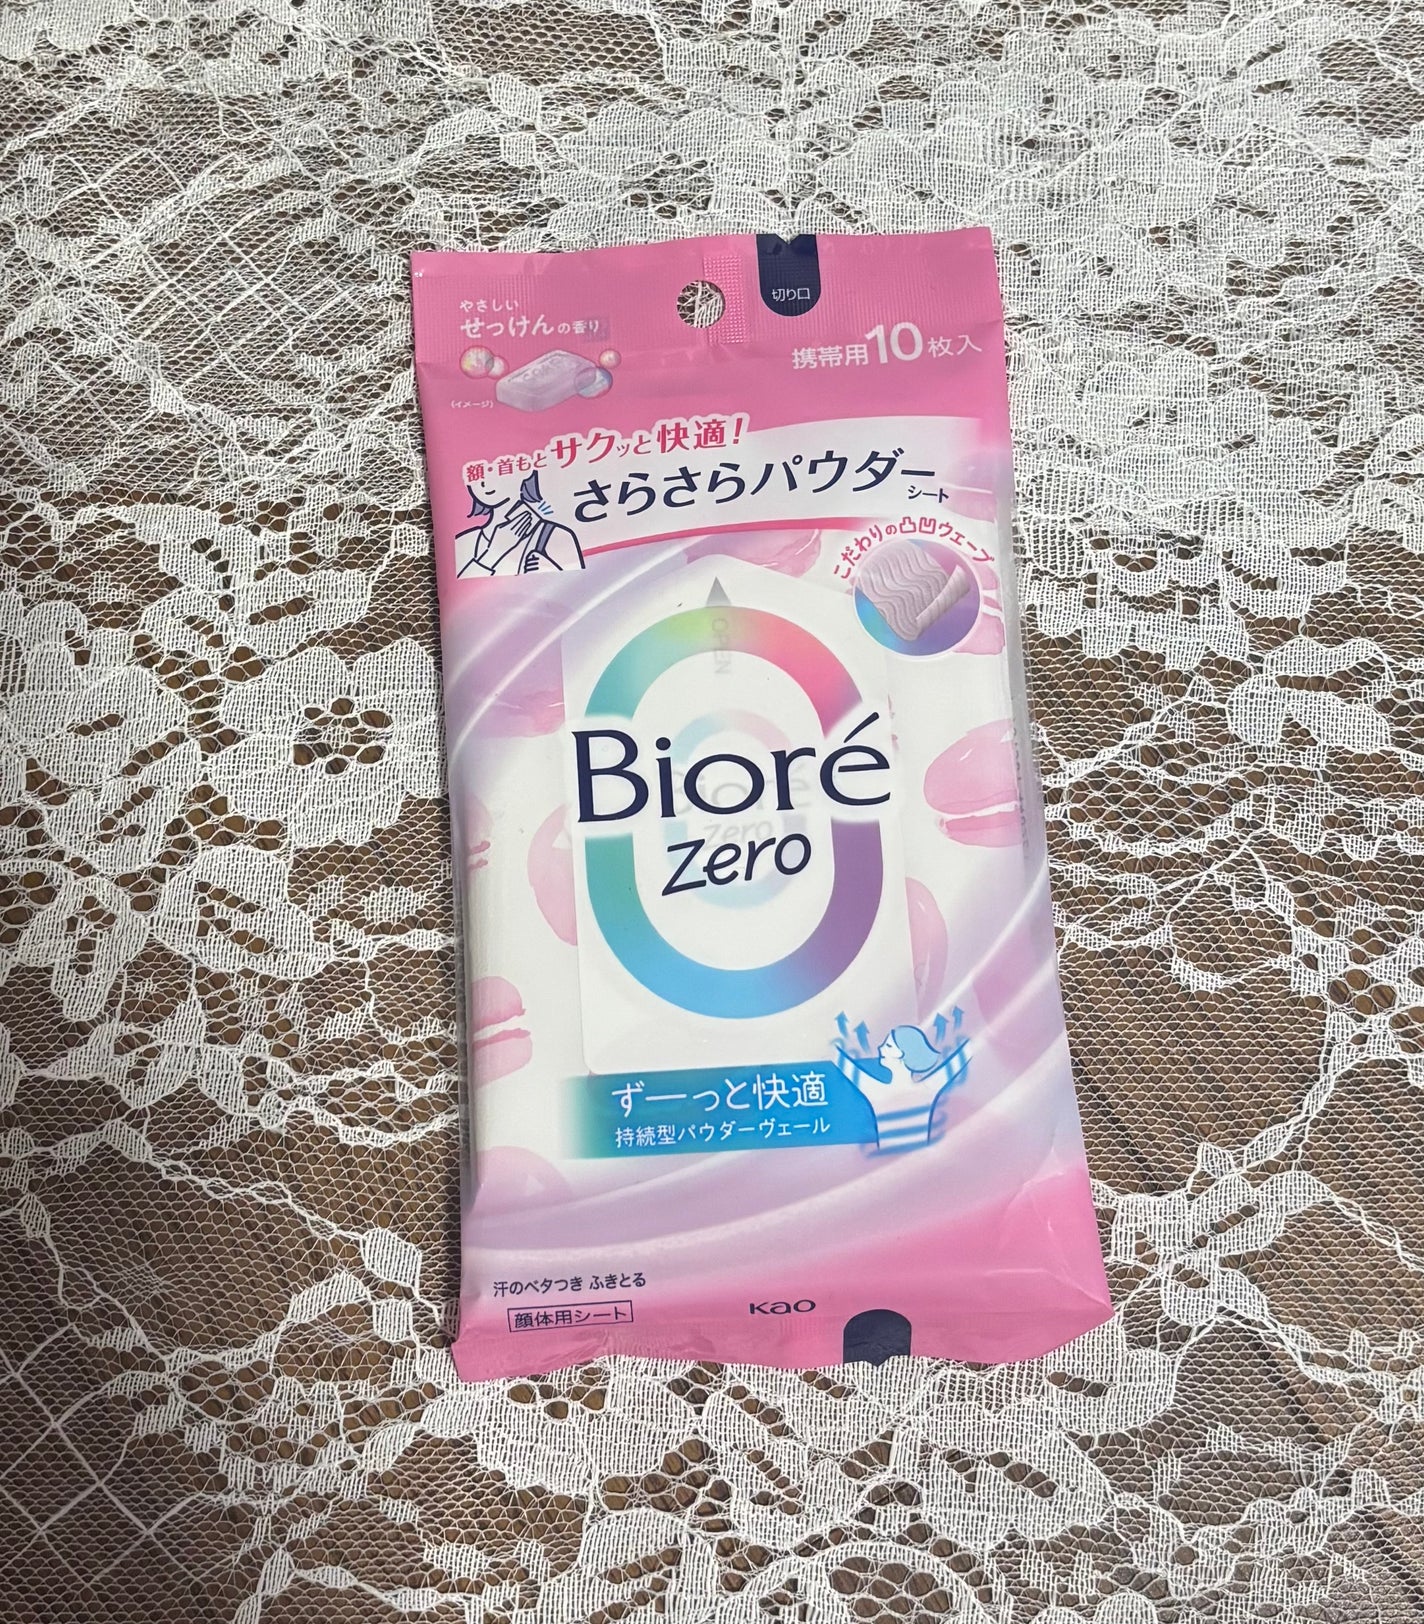 やさしい
せっけんの香り
(イメージ)
切り口
携帯用10枚入
額・首もとサクッと快適!
さらさらパウダー
シート
こだわりの凸凹ウェーブ
OPEN
Bioré
zero
ずーっと快適
持続型パウダーヴェール
汗のベタつき ふきとる
顔体用シート
Kao